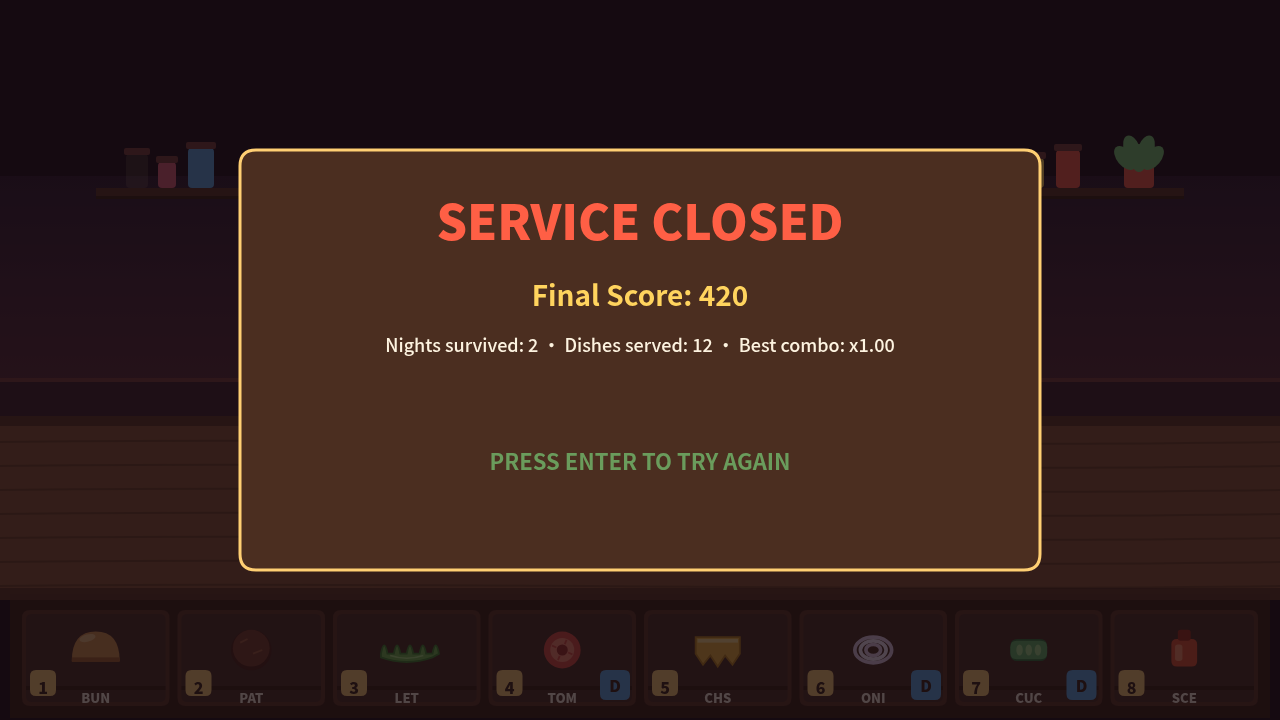 SERVICE CLOSED
Final Score: 420
Nights survived: 2 • Dishes served: 12 • Best combo: x1.00
PRESS ENTER TO TRY AGAIN
1 BUN
2 PAT
3 LET
4 TOM D
5 CHS
6 ONI D
7 CUC D
8 SCE